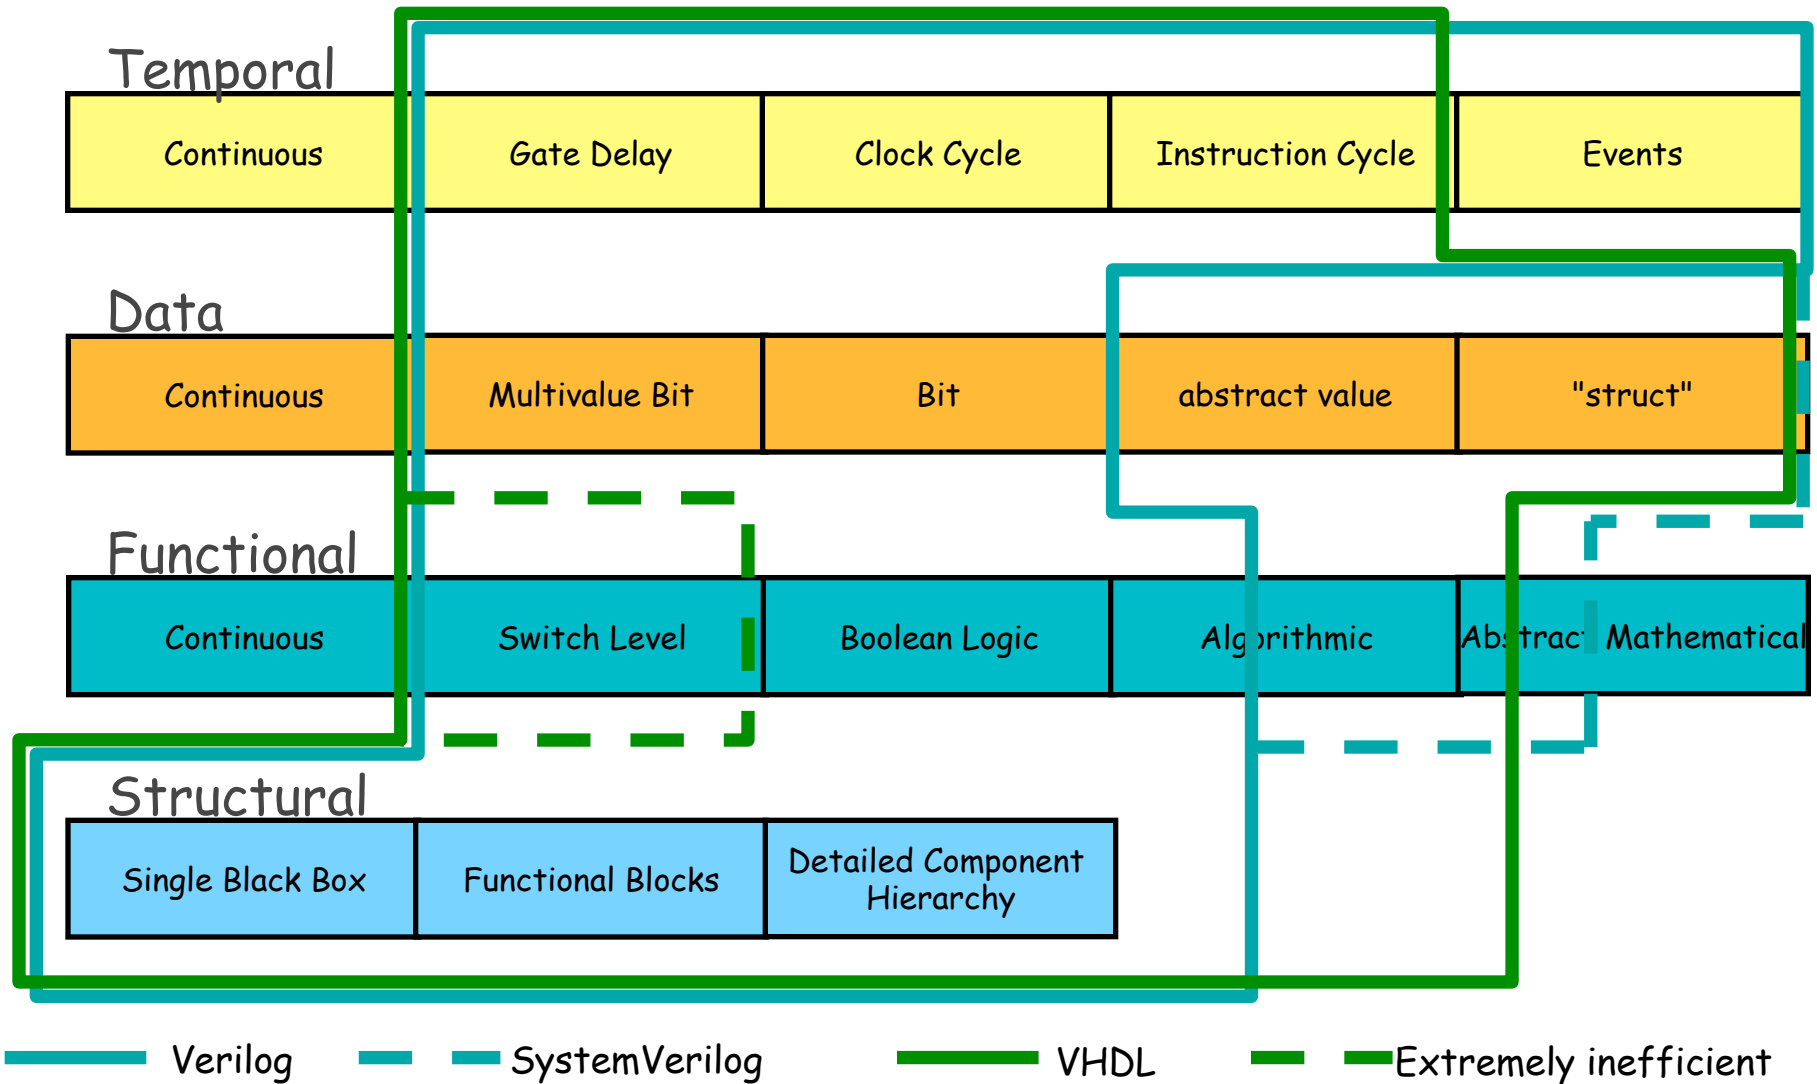 Temporal
Continuous
Gate Delay
Clock Cycle
Instruction Cycle
Events
Data
Continuous
Multivalue Bit
Bit
abstract value
"struct"
Functional
Continuous
Switch Level
Boolean Logic
Algorithmic
Abstract Mathematical
Structural
Single Black Box
Functional Blocks
Detailed Component
Hierarchy
Verilog
SystemVerilog
VHDL
Extremely inefficient